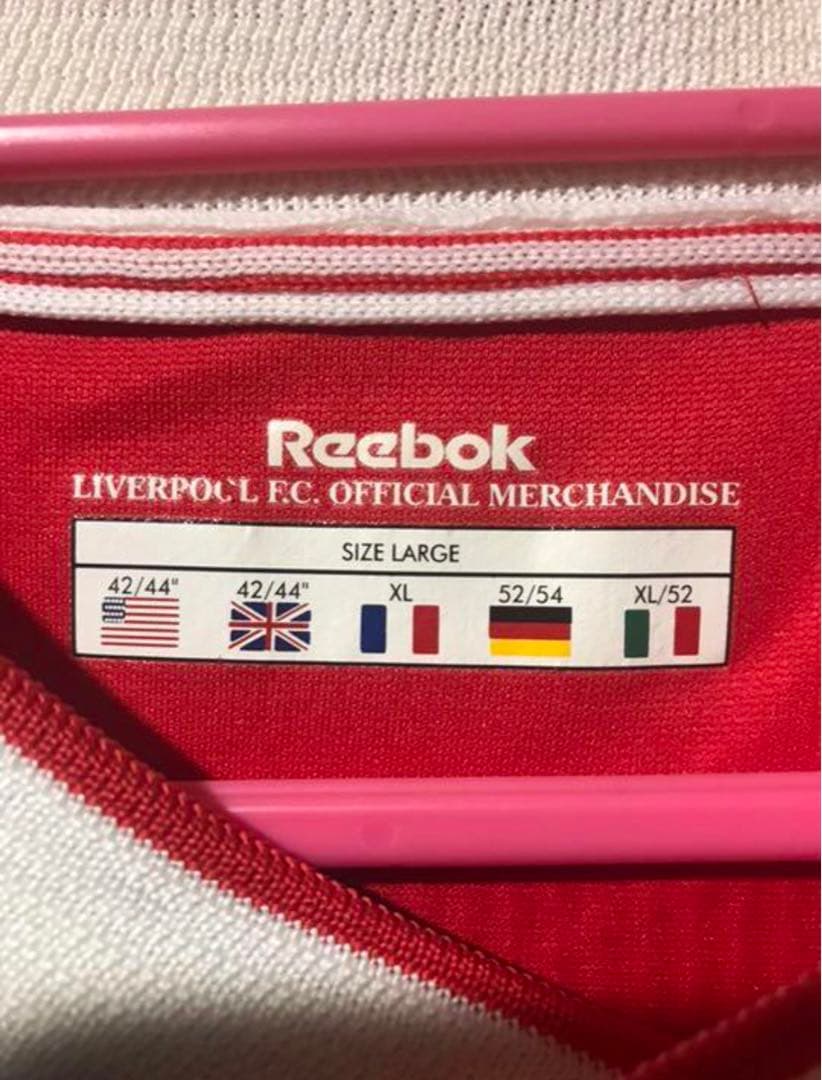 Reebok
LIVERPOOL F.C. OFFICIAL MERCHANDISE
SIZE LARGE
42/44" 42/44" XL 52/54 XL/52